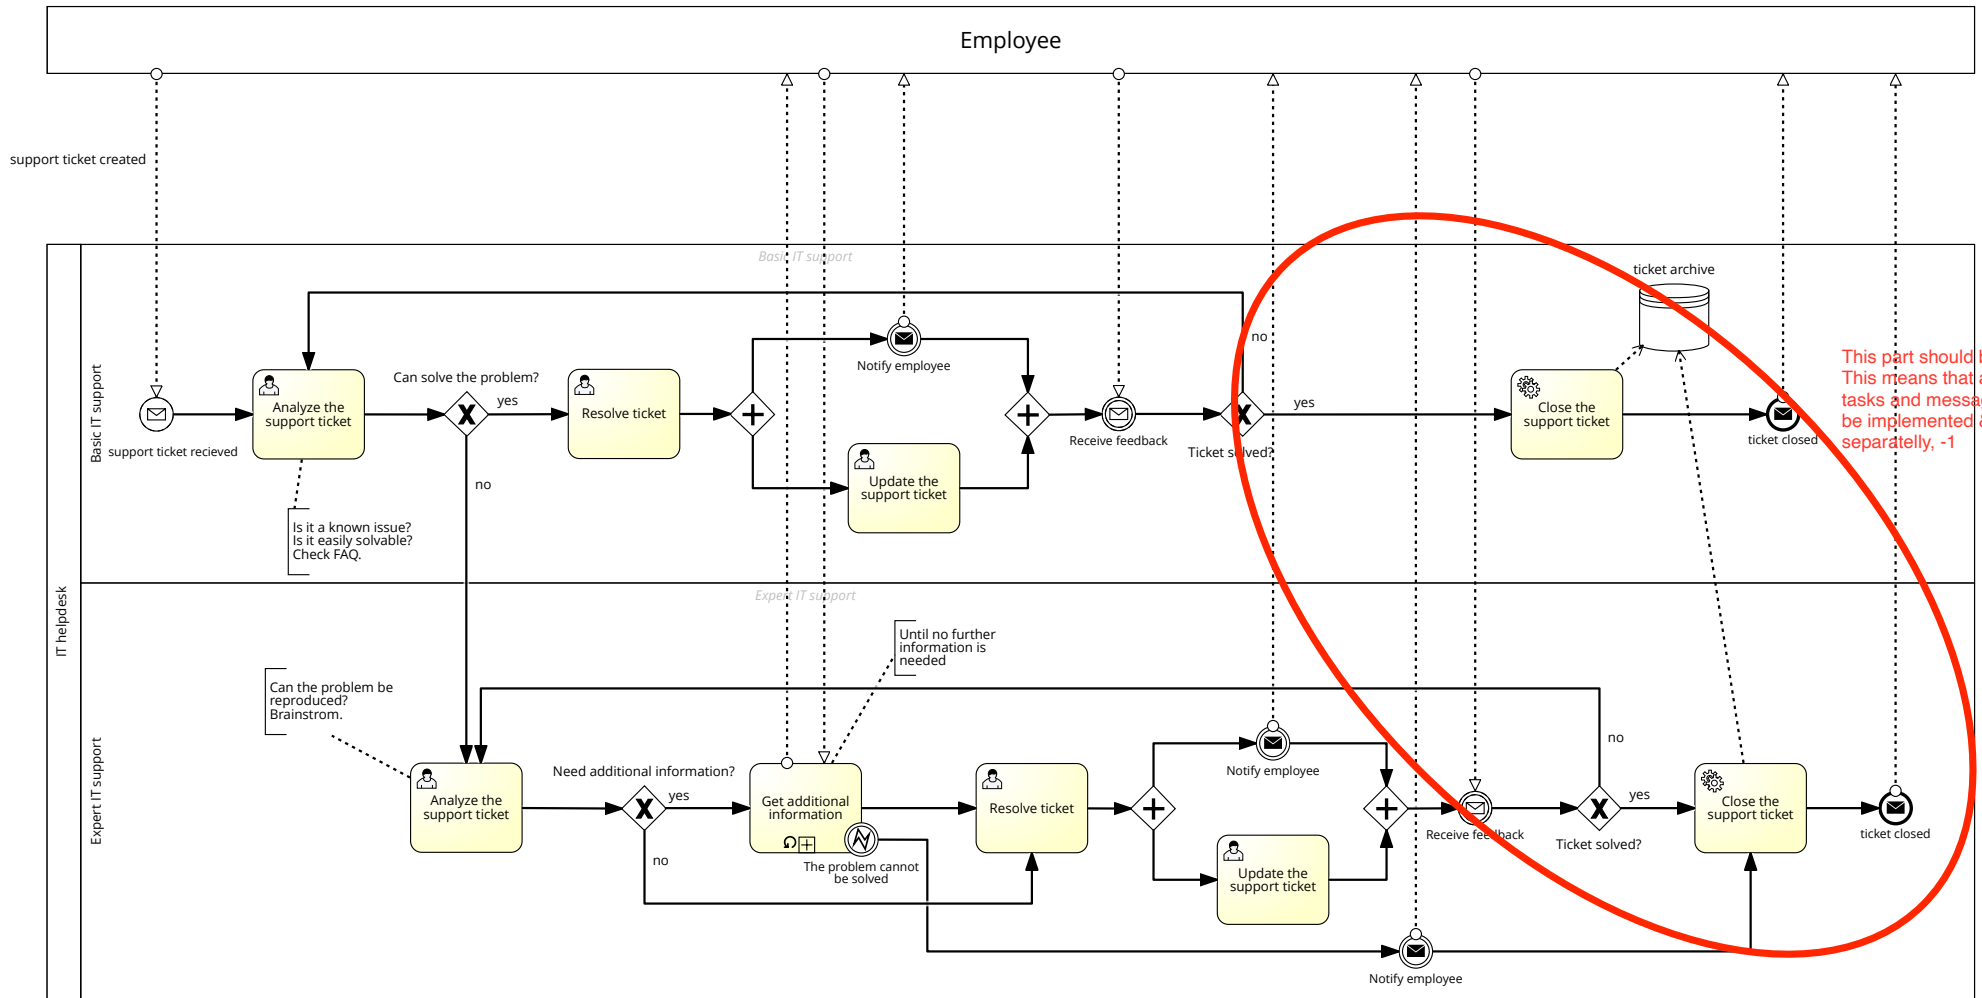 Employee
support ticket created
Basic IT support
ticket archive
no
Basic IT support
Can solve the problem?
yes
Notify employee
Analyze the
support ticket
Resolve ticket
Receive feedback
Ticket solved?
yes
Close the
support ticket
ticket closed
This part should
This means that
tasks and
be implemented
separatelly, -1
support ticket recieved
no
Update the
support ticket
Is it a known issue?
Is it easily solvable?
Check FAQ.
IT helpdesk
Expert IT support
Until no further
information is
needed
Can the problem be
reproduced?
Brainstrom.
Expert IT support
no
Need additional information?
yes
Notify employee
Analyze the
support ticket
Get additional
information
Resolve ticket
Receive feedback
yes
Ticket solved?
Close the
support ticket
ticket closed
no
The problem cannot
be solved
Update the
support ticket
Notify employee